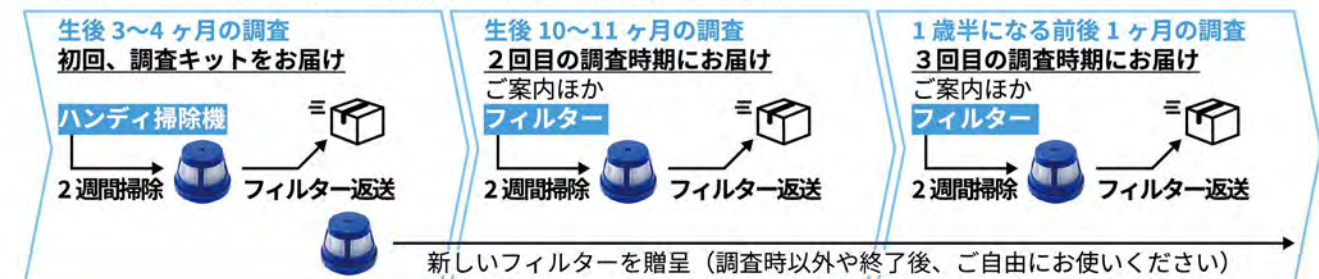 生後 3〜4 ヶ月の調査
初回、調査キットをお届け
ハンディ掃除機
2 週間掃除
フィルター返送
生後 10〜11 ヶ月の調査
２回目の調査時期にお届け
ご案内ほか
フィルター
2 週間掃除
フィルター返送
1 歳半になる前後 1 ヶ月の調査
３回目の調査時期にお届け
ご案内ほか
フィルター
2 週間掃除
フィルター返送
新しいフィルターを贈呈（調査時以外や終了後、ご自由にお使いください）